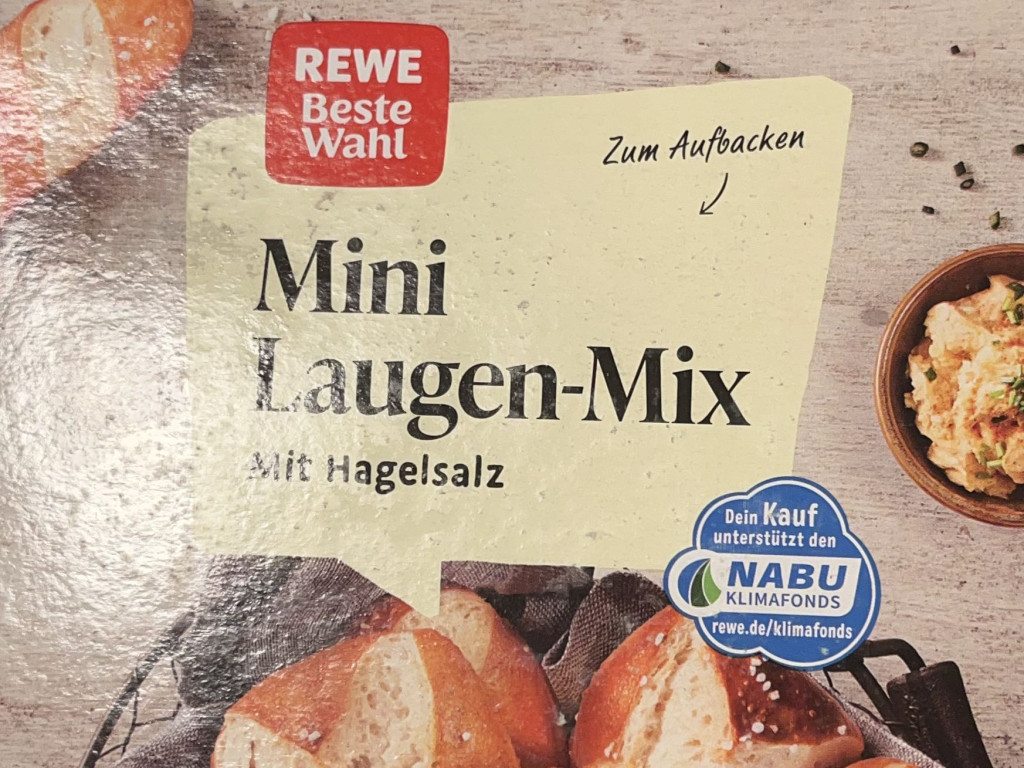 REWE
Beste
Wahl
Zum Aufbacken
Mini
Laugen-Mix
Mit Hagelsalz
Dein Kauf
unterstützt den
NABU
KLIMAFONDS
rewe.de/klimafonds